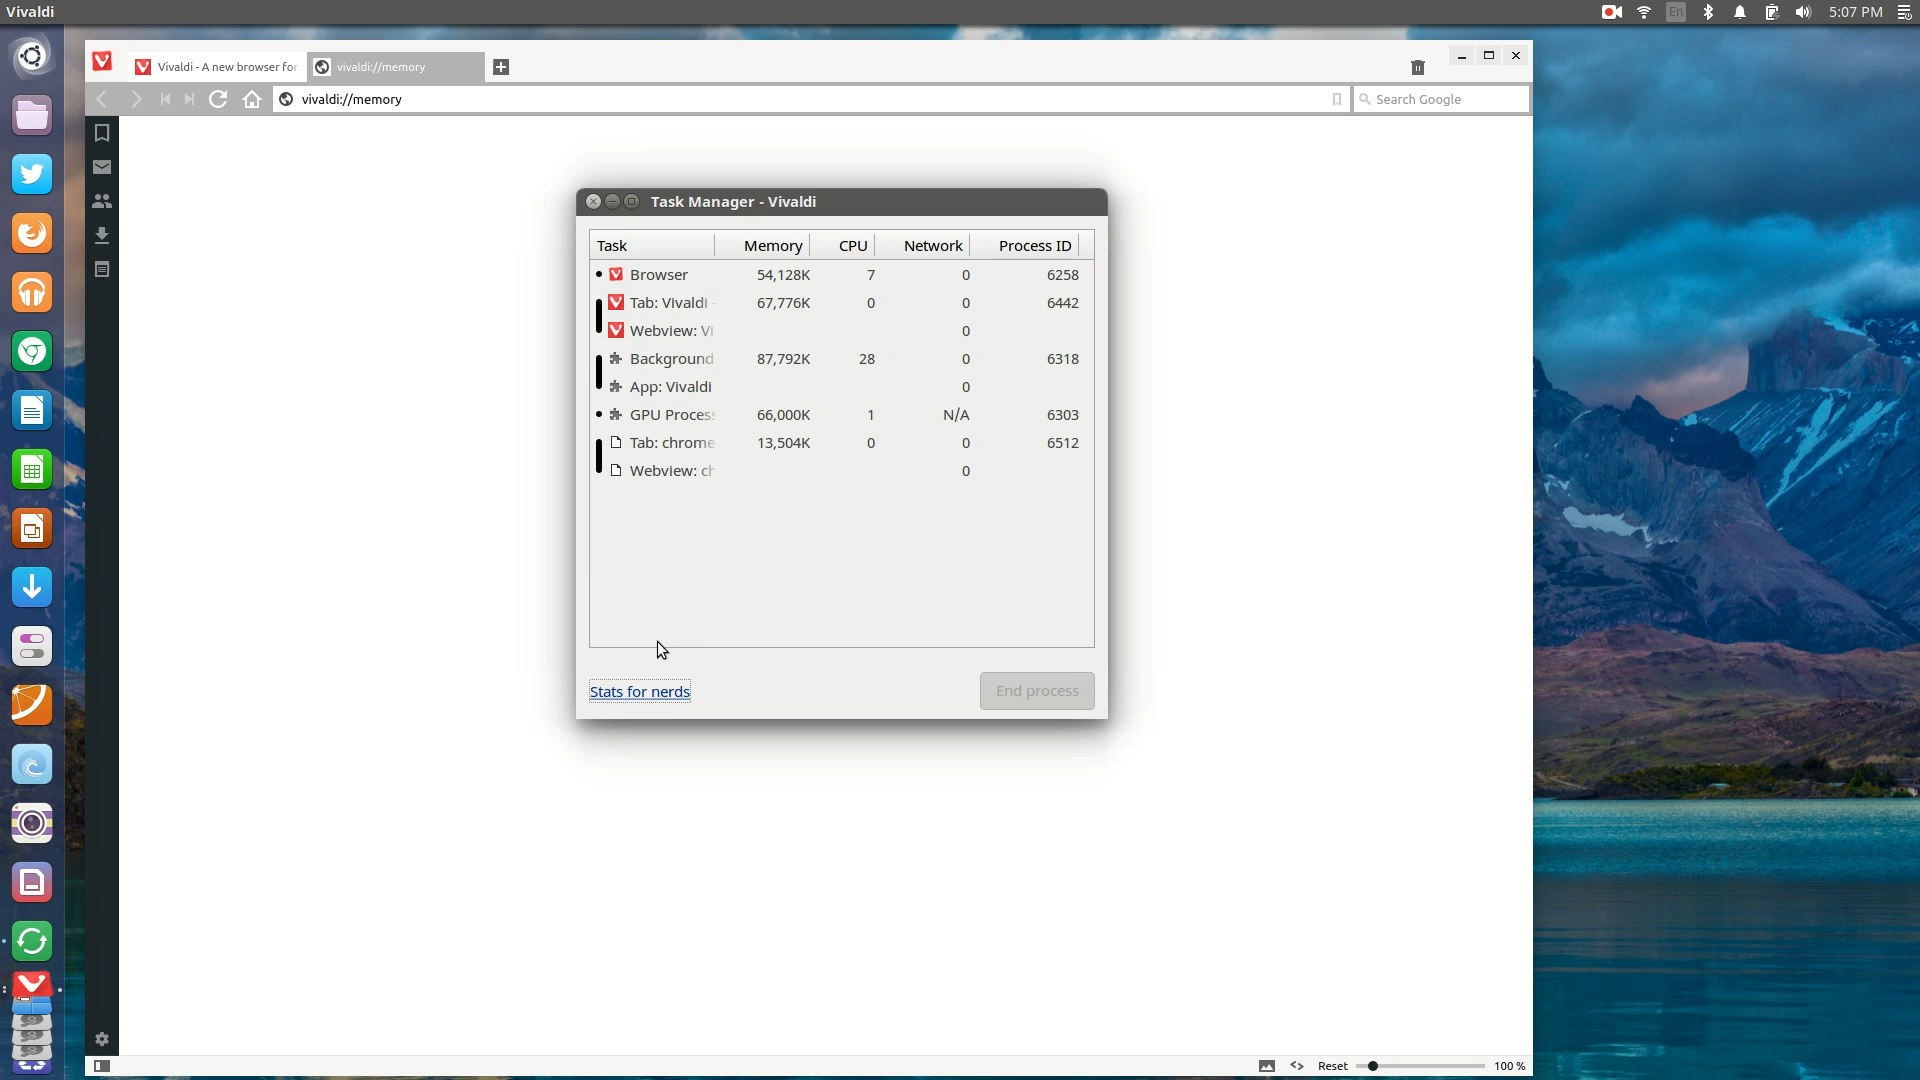 Vivaldi
En
5:07 PM
Vivaldi - A new browser for
vivaldi://memory
vivaldi://memory
Search Google
Task Manager - Vivaldi
Task Memory CPU Network Process ID
Browser 54,128K 7 0 6258
Tab: Vivaldi - 67,776K 0 0 6442
Webview: Vi 0
Background 87,792K 28 0 6318
App: Vivaldi 0
GPU Process 66,000K 1 N/A 6303
Tab: chrome 13,504K 0 0 6512
Webview: ch 0
Stats for nerds
End process
Reset
100 %